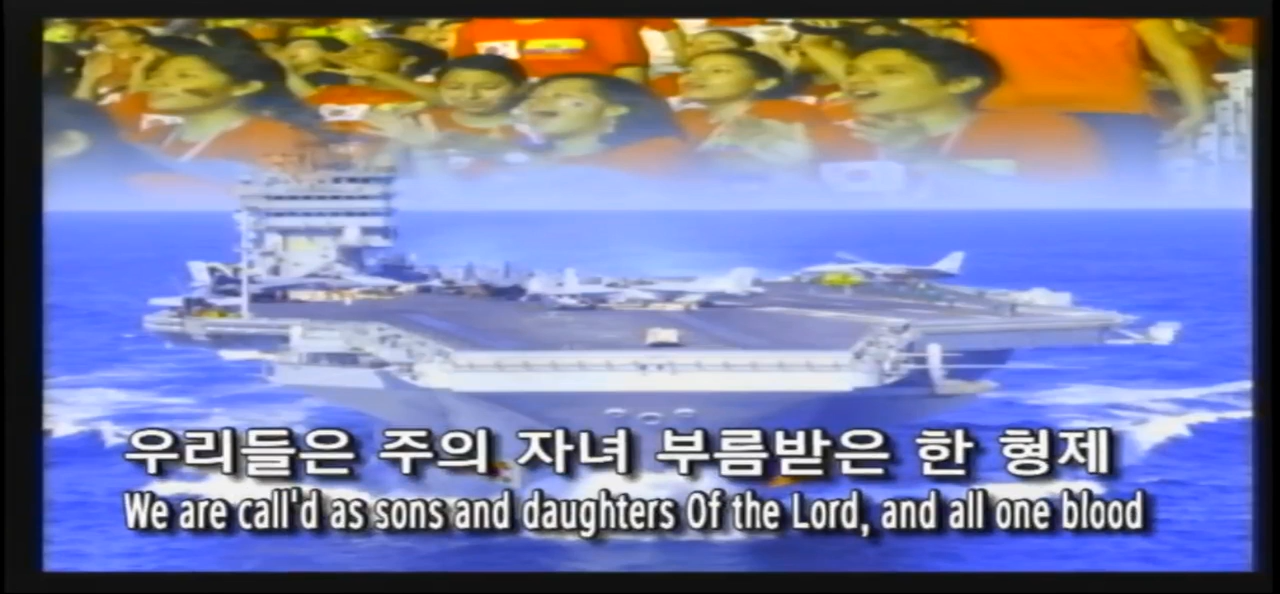 우리들은 주의 자녀 부름받은 한 형제
We are call'd as sons and daughters Of the Lord, and all one blood